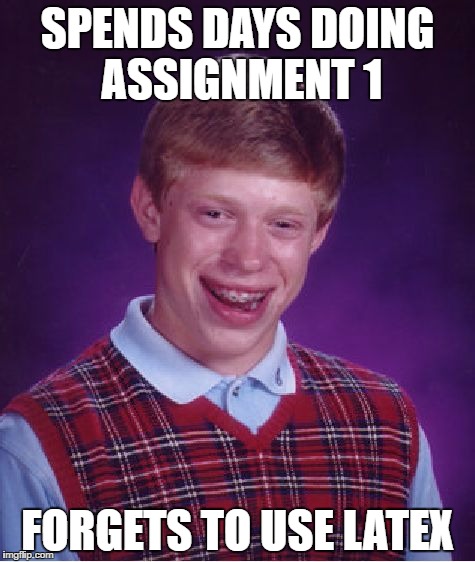 SPENDS DAYS DOING
ASSIGNMENT 1
FORGETS TO USE LATEX
imgflip.com